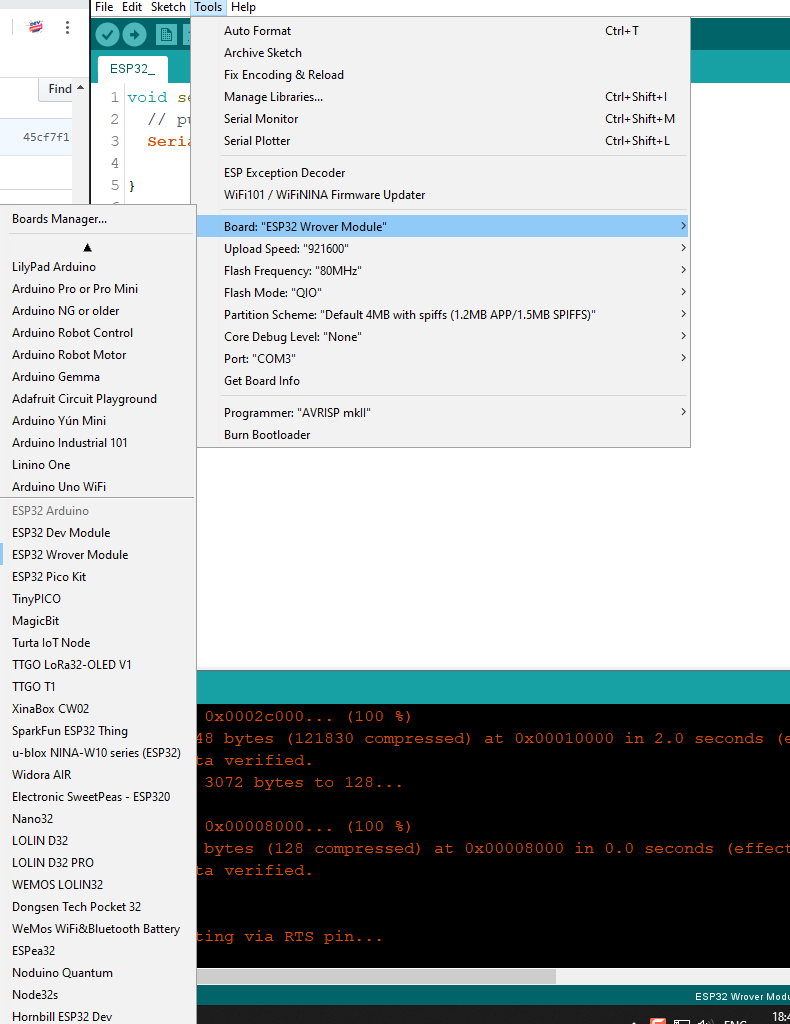 File Edit Sketch Tools Help
Auto Format Ctrl+T
Archive Sketch
Fix Encoding & Reload
Manage Libraries... Ctrl+Shift+I
Serial Monitor Ctrl+Shift+M
Serial Plotter Ctrl+Shift+L
ESP Exception Decoder
WiFi101 / WiFiNINA Firmware Updater
Board: "ESP32 Wrover Module"
Upload Speed: "921600"
Flash Frequency: "80MHz"
Flash Mode: "QIO"
Partition Scheme: "Default 4MB with spiffs (1.2MB APP/1.5MB SPIFFS)"
Core Debug Level: "None"
Port: "COM3"
Get Board Info
Programmer: "AVRISP mkII"
Burn Bootloader
Find
45cf7f1
ESP32_
1 void se
2 // pu
3 Seria
4
5 }
Boards Manager...
LilyPad Arduino
Arduino Pro or Pro Mini
Arduino NG or older
Arduino Robot Control
Arduino Robot Motor
Arduino Gemma
Adafruit Circuit Playground
Arduino Yún Mini
Arduino Industrial 101
Linino One
Arduino Uno WiFi
ESP32 Arduino
ESP32 Dev Module
ESP32 Wrover Module
ESP32 Pico Kit
TinyPICO
MagicBit
Turta IoT Node
TTGO LoRa32-OLED V1
TTGO T1
XinaBox CW02
SparkFun ESP32 Thing
u-blox NINA-W10 series (ESP32)
Widora AIR
Electronic SweetPeas - ESP320
Nano32
LOLIN D32
LOLIN D32 PRO
WEMOS LOLIN32
Dongsen Tech Pocket 32
WeMos WiFi&Bluetooth Battery
ESPea32
Noduino Quantum
Node32s
Hornbill ESP32 Dev
0x0002c000... (100 %)
48 bytes (121830 compressed) at 0x00010000 in 2.0 seconds (e
ta verified.
3072 bytes to 128...
0x00008000... (100 %)
bytes (128 compressed) at 0x00008000 in 0.0 seconds (effect
ta verified.
ting via RTS pin...
ESP32 Wrover Modu
ENG 18:4